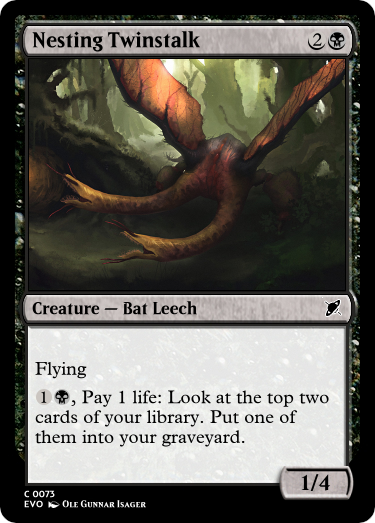 Nesting Twinstalk 2
Creature — Bat Leech
Flying
1, Pay 1 life: Look at the top two
cards of your library. Put one of
them into your graveyard.
1/4
C 0073
EVO Ole Gunnar Isager